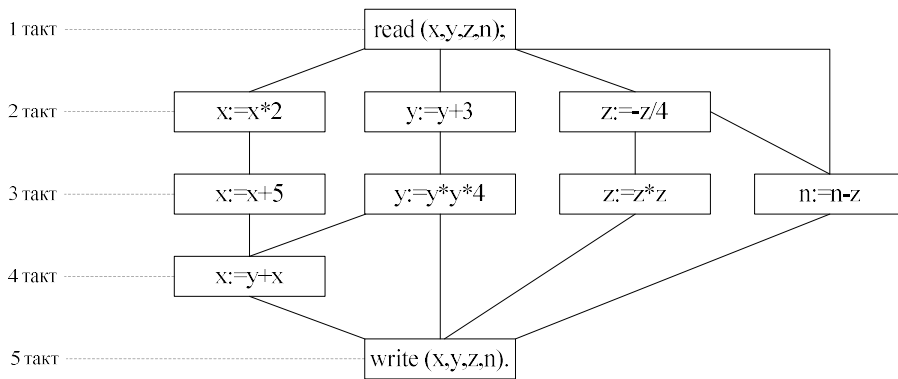 1 такт read (x,y,z,n);
2 такт x:=x*2 y:=y+3 z:=-z/4
3 такт x:=x+5 y:=y*y*4 z:=z*z n:=n-z
4 такт x:=y+x
5 такт write (x,y,z,n).